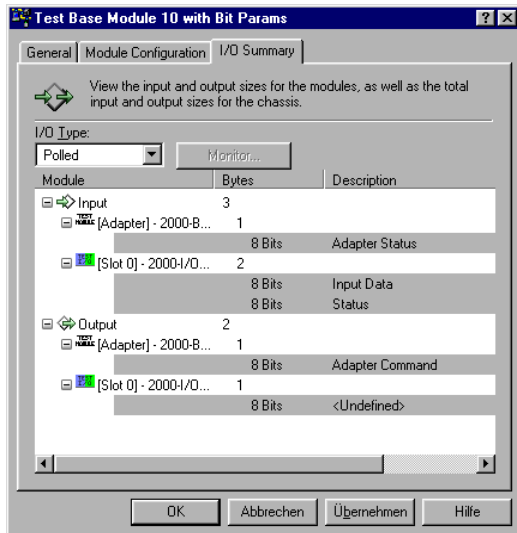 Test Base Module 10 with Bit Params
General Module Configuration I/O Summary
View the input and output sizes for the modules, as well as the total
input and output sizes for the chassis.
I/O Type:
Polled Monitor...
Module Bytes Description
Input 3
[Adapter] - 2000-B... 1
8 Bits Adapter Status
[Slot 0] - 2000-I/O... 2
8 Bits Input Data
8 Bits Status
Output 2
[Adapter] - 2000-B... 1
8 Bits Adapter Command
[Slot 0] - 2000-I/O... 1
8 Bits <Undefined>
OK Abbrechen Übernehmen Hilfe